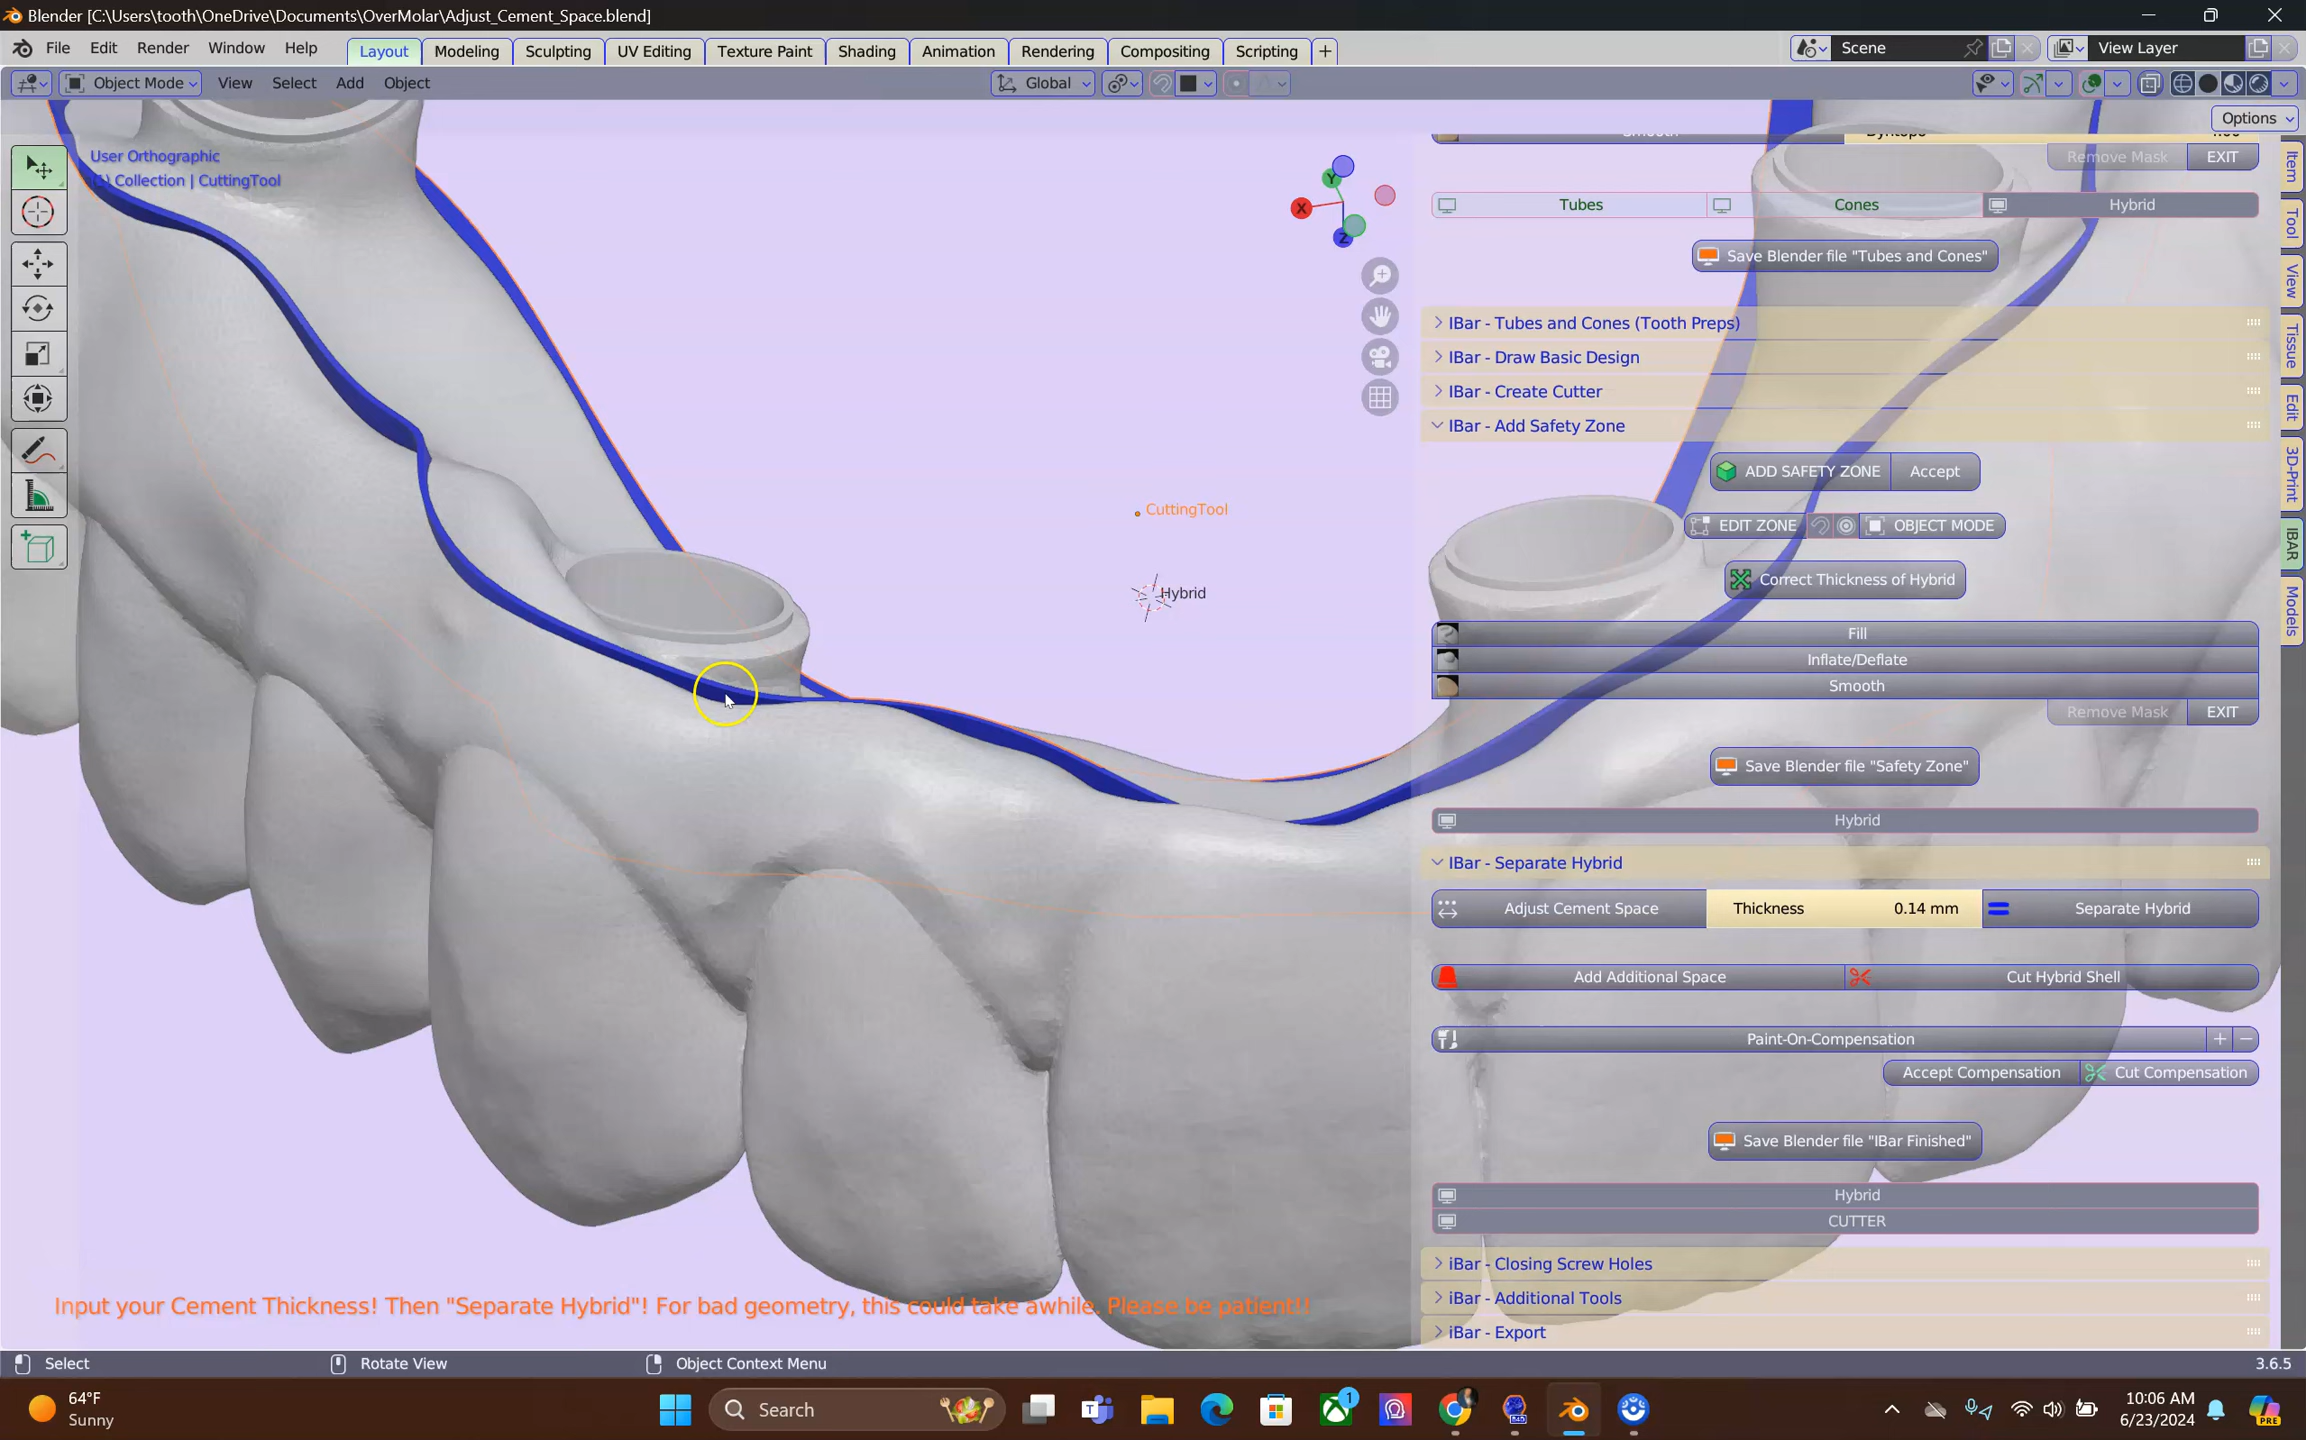 Blender [C:\Users\tooth\OneDrive\Documents\OverMolar\Adjust_Cement_Space.blend]
File Edit Render Window Help Layout Modeling Sculpting UV Editing Texture Paint Shading Animation Rendering Compositing Scripting + Scene View Layer
Object Mode View Select Add Object Global
Options
User Orthographic
Collection | CuttingTool
Remove Mask EXIT
Tubes Cones Hybrid
Save Blender file "Tubes and Cones"
IBar - Tubes and Cones (Tooth Preps)
IBar - Draw Basic Design
IBar - Create Cutter
IBar - Add Safety Zone
ADD SAFETY ZONE Accept
EDIT ZONE OBJECT MODE
Correct Thickness of Hybrid
Fill
Inflate/Deflate
Smooth
Remove Mask EXIT
Save Blender file "Safety Zone"
Hybrid
IBar - Separate Hybrid
Adjust Cement Space Thickness 0.14 mm Separate Hybrid
Add Additional Space Cut Hybrid Shell
Paint-On-Compensation + −
Accept Compensation Cut Compensation
Save Blender file "IBar Finished"
Hybrid
CUTTER
iBar - Closing Screw Holes
iBar - Additional Tools
iBar - Export
Item
Tool
View
Tissue
Edit
3D-Print
IBAR
Models
X
Y
Z
CuttingTool
Hybrid
Input your Cement Thickness! Then "Separate Hybrid"! For bad geometry, this could take awhile. Please be patient!!
Select Rotate View Object Context Menu 3.6.5
64°F
Sunny
Search
1
10:06 AM
6/23/2024
PRE